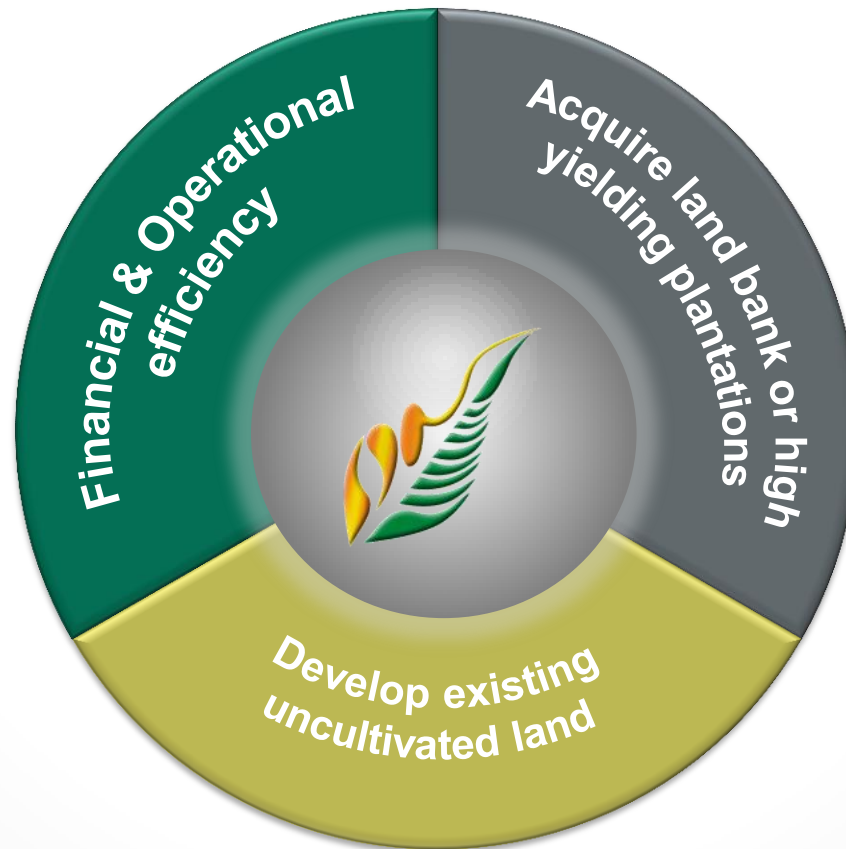 Financial & Operational
efficiency
Acquire land bank or high
yielding plantations
Develop existing
uncultivated land